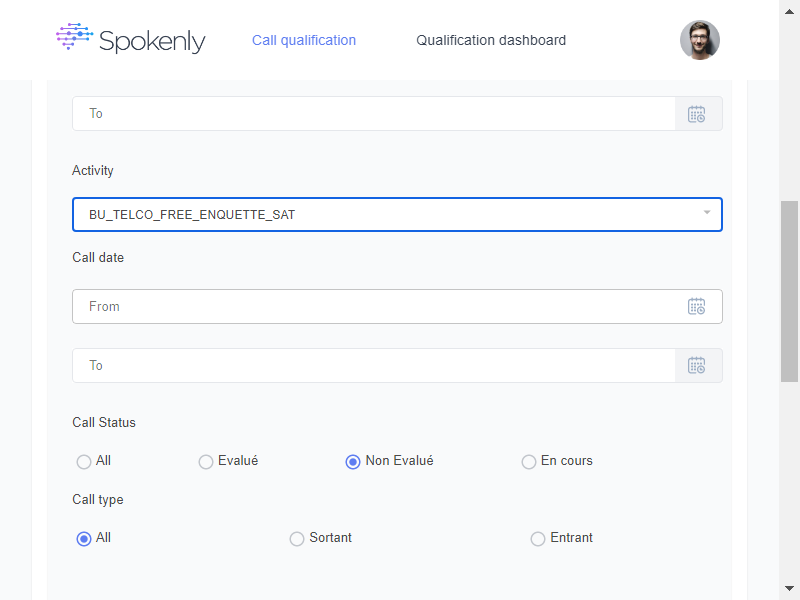 Spokenly
Call qualification
Qualification dashboard
To
Activity
BU_TELCO_FREE_ENQUETTE_SAT
Call date
From
To
Call Status
All
Evalué
Non Evalué
En cours
Call type
All
Sortant
Entrant